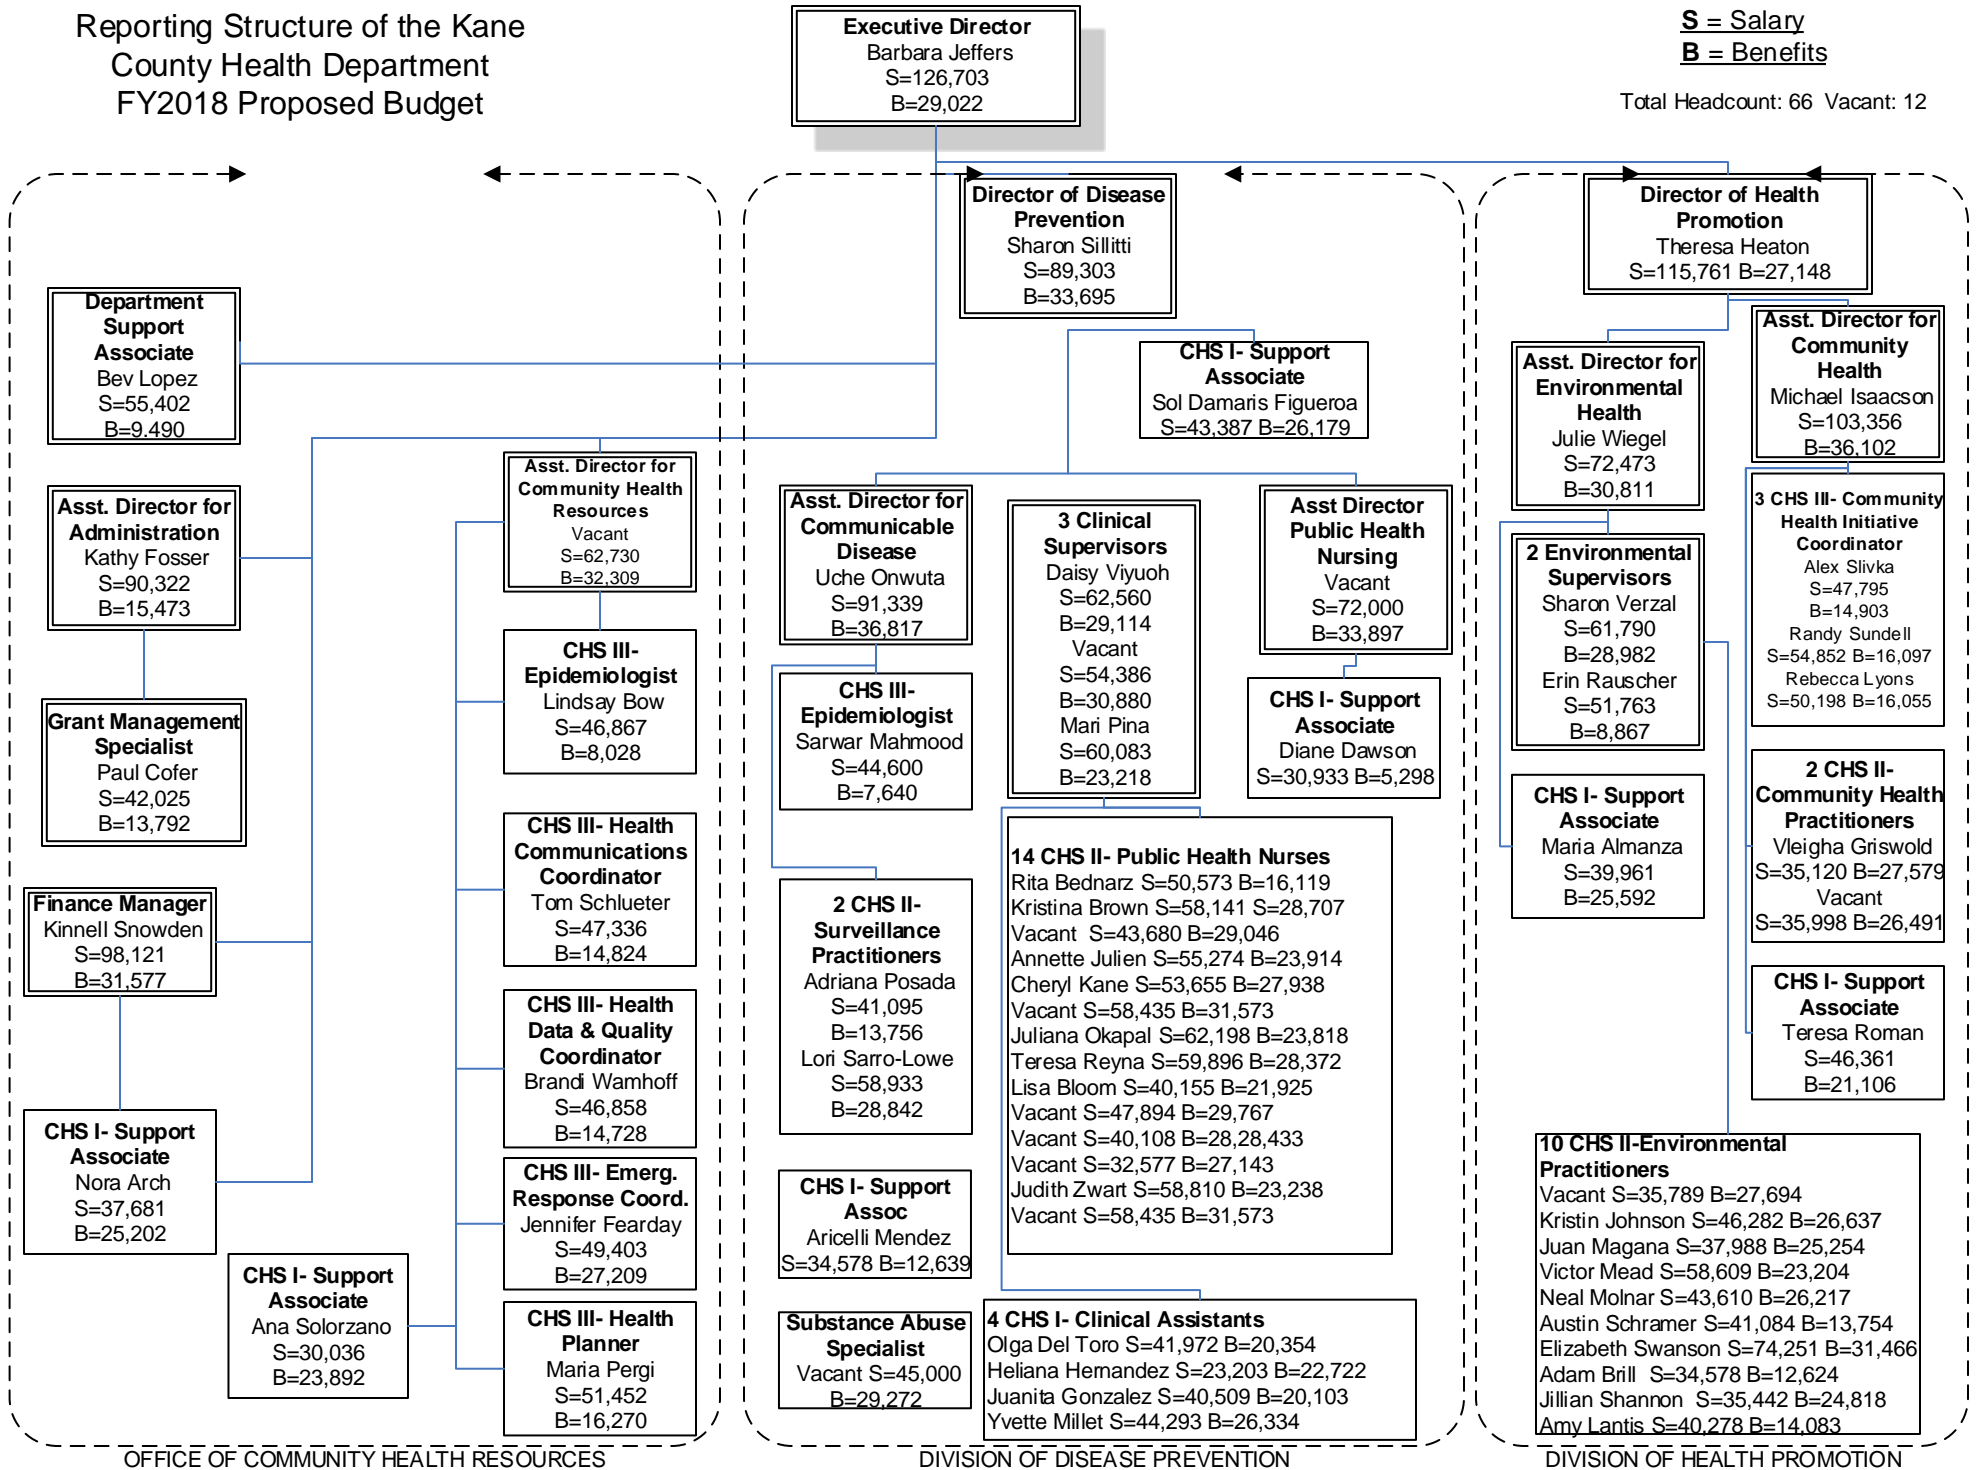 Reporting Structure of the Kane
County Health Department
FY2018 Proposed Budget
Executive Director
Barbara Jeffers
S=126,703
B=29,022
S = Salary
B = Benefits
Total Headcount: 66 Vacant: 12
Department
Support
Associate
Bev Lopez
S=55,402
B=9.490
Asst. Director for
Administration
Kathy Fosser
S=90,322
B=15,473
Grant Management
Specialist
Paul Cofer
S=42,025
B=13,792
Finance Manager
Kinnell Snowden
S=98,121
B=31,577
CHS I- Support
Associate
Nora Arch
S=37,681
B=25,202
CHS I- Support
Associate
Ana Solorzano
S=30,036
B=23,892
Asst. Director for
Community Health
Resources
Vacant
S=62,730
B=32,309
CHS III-
Epidemiologist
Lindsay Bow
S=46,867
B=8,028
CHS III- Health
Communications
Coordinator
Tom Schlueter
S=47,336
B=14,824
CHS III- Health
Data & Quality
Coordinator
Brandi Wamhoff
S=46,858
B=14,728
CHS III- Emerg.
Response Coord.
Jennifer Fearday
S=49,403
B=27,209
CHS III- Health
Planner
Maria Pergi
S=51,452
B=16,270
OFFICE OF COMMUNITY HEALTH RESOURCES
Director of Disease
Prevention
Sharon Sillitti
S=89,303
B=33,695
CHS I- Support
Associate
Sol Damaris Figueroa
S=43,387 B=26,179
Asst. Director for
Communicable
Disease
Uche Onwuta
S=91,339
B=36,817
CHS III-
Epidemiologist
Sarwar Mahmood
S=44,600
B=7,640
2 CHS II-
Surveillance
Practitioners
Adriana Posada
S=41,095
B=13,756
Lori Sarro-Lowe
S=58,933
B=28,842
CHS I- Support
Assoc
Aricelli Mendez
S=34,578 B=12,639
Substance Abuse
Specialist
Vacant S=45,000
B=29,272
3 Clinical
Supervisors
Daisy Viyuoh
S=62,560
B=29,114
Vacant
S=54,386
B=30,880
Mari Pina
S=60,083
B=23,218
Asst Director
Public Health
Nursing
Vacant
S=72,000
B=33,897
CHS I- Support
Associate
Diane Dawson
S=30,933 B=5,298
14 CHS II- Public Health Nurses
Rita Bednarz S=50,573 B=16,119
Kristina Brown S=58,141 S=28,707
Vacant S=43,680 B=29,046
Annette Julien S=55,274 B=23,914
Cheryl Kane S=53,655 B=27,938
Vacant S=58,435 B=31,573
Juliana Okapal S=62,198 B=23,818
Teresa Reyna S=59,896 B=28,372
Lisa Bloom S=40,155 B=21,925
Vacant S=47,894 B=29,767
Vacant S=40,108 B=28,28,433
Vacant S=32,577 B=27,143
Judith Zwart S=58,810 B=23,238
Vacant S=58,435 B=31,573
4 CHS I- Clinical Assistants
Olga Del Toro S=41,972 B=20,354
Heliana Hernandez S=23,203 B=22,722
Juanita Gonzalez S=40,509 B=20,103
Yvette Millet S=44,293 B=26,334
DIVISION OF DISEASE PREVENTION
Director of Health
Promotion
Theresa Heaton
S=115,761 B=27,148
Asst. Director for
Environmental
Health
Julie Wiegel
S=72,473
B=30,811
2 Environmental
Supervisors
Sharon Verzal
S=61,790
B=28,982
Erin Rauscher
S=51,763
B=8,867
CHS I- Support
Associate
Maria Almanza
S=39,961
B=25,592
Asst. Director for
Community
Health
Michael Isaacson
S=103,356
B=36,102
3 CHS III- Community
Health Initiative
Coordinator
Alex Slivka
S=47,795
B=14,903
Randy Sundell
S=54,852 B=16,097
Rebecca Lyons
S=50,198 B=16,055
2 CHS II-
Community Health
Practitioners
Vleigha Griswold
S=35,120 B=27,579
Vacant
S=35,998 B=26,491
CHS I- Support
Associate
Teresa Roman
S=46,361
B=21,106
10 CHS II-Environmental
Practitioners
Vacant S=35,789 B=27,694
Kristin Johnson S=46,282 B=26,637
Juan Magana S=37,988 B=25,254
Victor Mead S=58,609 B=23,204
Neal Molnar S=43,610 B=26,217
Austin Schramer S=41,084 B=13,754
Elizabeth Swanson S=74,251 B=31,466
Adam Brill S=34,578 B=12,624
Jillian Shannon S=35,442 B=24,818
Amy Lantis S=40,278 B=14,083
DIVISION OF HEALTH PROMOTION